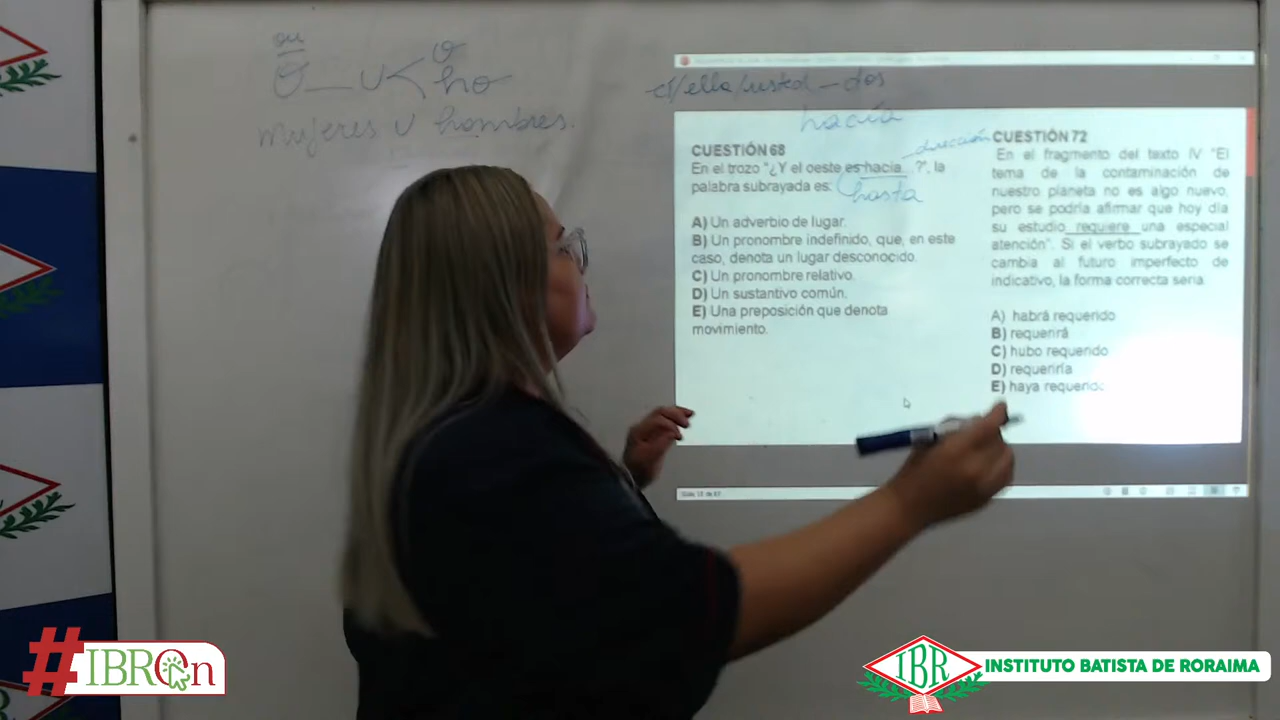 ou
O — U < O
ho
mujeres U hombres.
él/ella/usted - dos
hacía
dirección
hasta
CUESTIÓN 68
En el trozo "¿Y el oeste es hacia...?", la
palabra subrayada es:
A) Un adverbio de lugar.
B) Un pronombre indefinido, que, en este
caso, denota un lugar desconocido.
C) Un pronombre relativo.
D) Un sustantivo común.
E) Una preposición que denota
movimiento.
CUESTIÓN 72
En el fragmento del texto IV "El
tema de la contaminación de
nuestro planeta no es algo nuevo,
pero se podría afirmar que hoy día
su estudio requiere una especial
atención". Si el verbo subrayado se
cambia al futuro imperfecto de
indicativo, la forma correcta sería.
A) habrá requerido
B) requerirá
C) hubo requerido
D) requeriría
E) haya requerido
#IBROn
IBR
IBR
INSTITUTO BATISTA DE RORAIMA